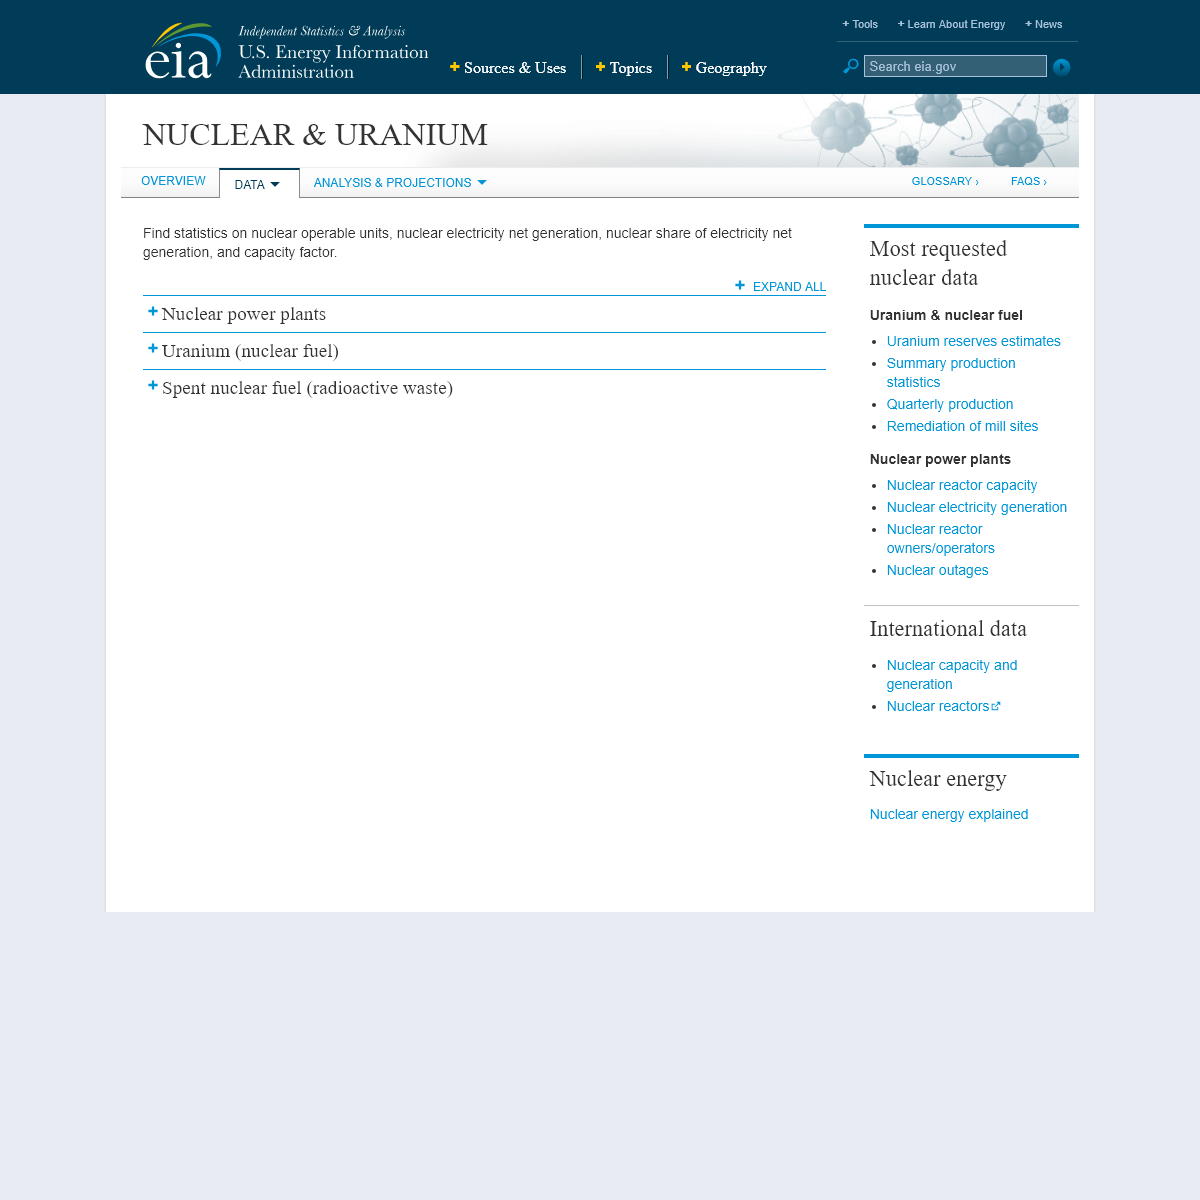 eia
Independent Statistics & Analysis
U.S. Energy Information
Administration
+ Sources & Uses
+ Topics
+ Geography
+ Tools
+ Learn About Energy
+ News
Search eia.gov
NUCLEAR & URANIUM
OVERVIEW
DATA
ANALYSIS & PROJECTIONS
GLOSSARY ›
FAQS ›
Find statistics on nuclear operable units, nuclear electricity net generation, nuclear share of electricity net
generation, and capacity factor.
+ EXPAND ALL
+ Nuclear power plants
+ Uranium (nuclear fuel)
+ Spent nuclear fuel (radioactive waste)
Most requested
nuclear data
Uranium & nuclear fuel
• Uranium reserves estimates
• Summary production
statistics
• Quarterly production
• Remediation of mill sites
Nuclear power plants
• Nuclear reactor capacity
• Nuclear electricity generation
• Nuclear reactor
owners/operators
• Nuclear outages
International data
• Nuclear capacity and
generation
• Nuclear reactors
Nuclear energy
Nuclear energy explained